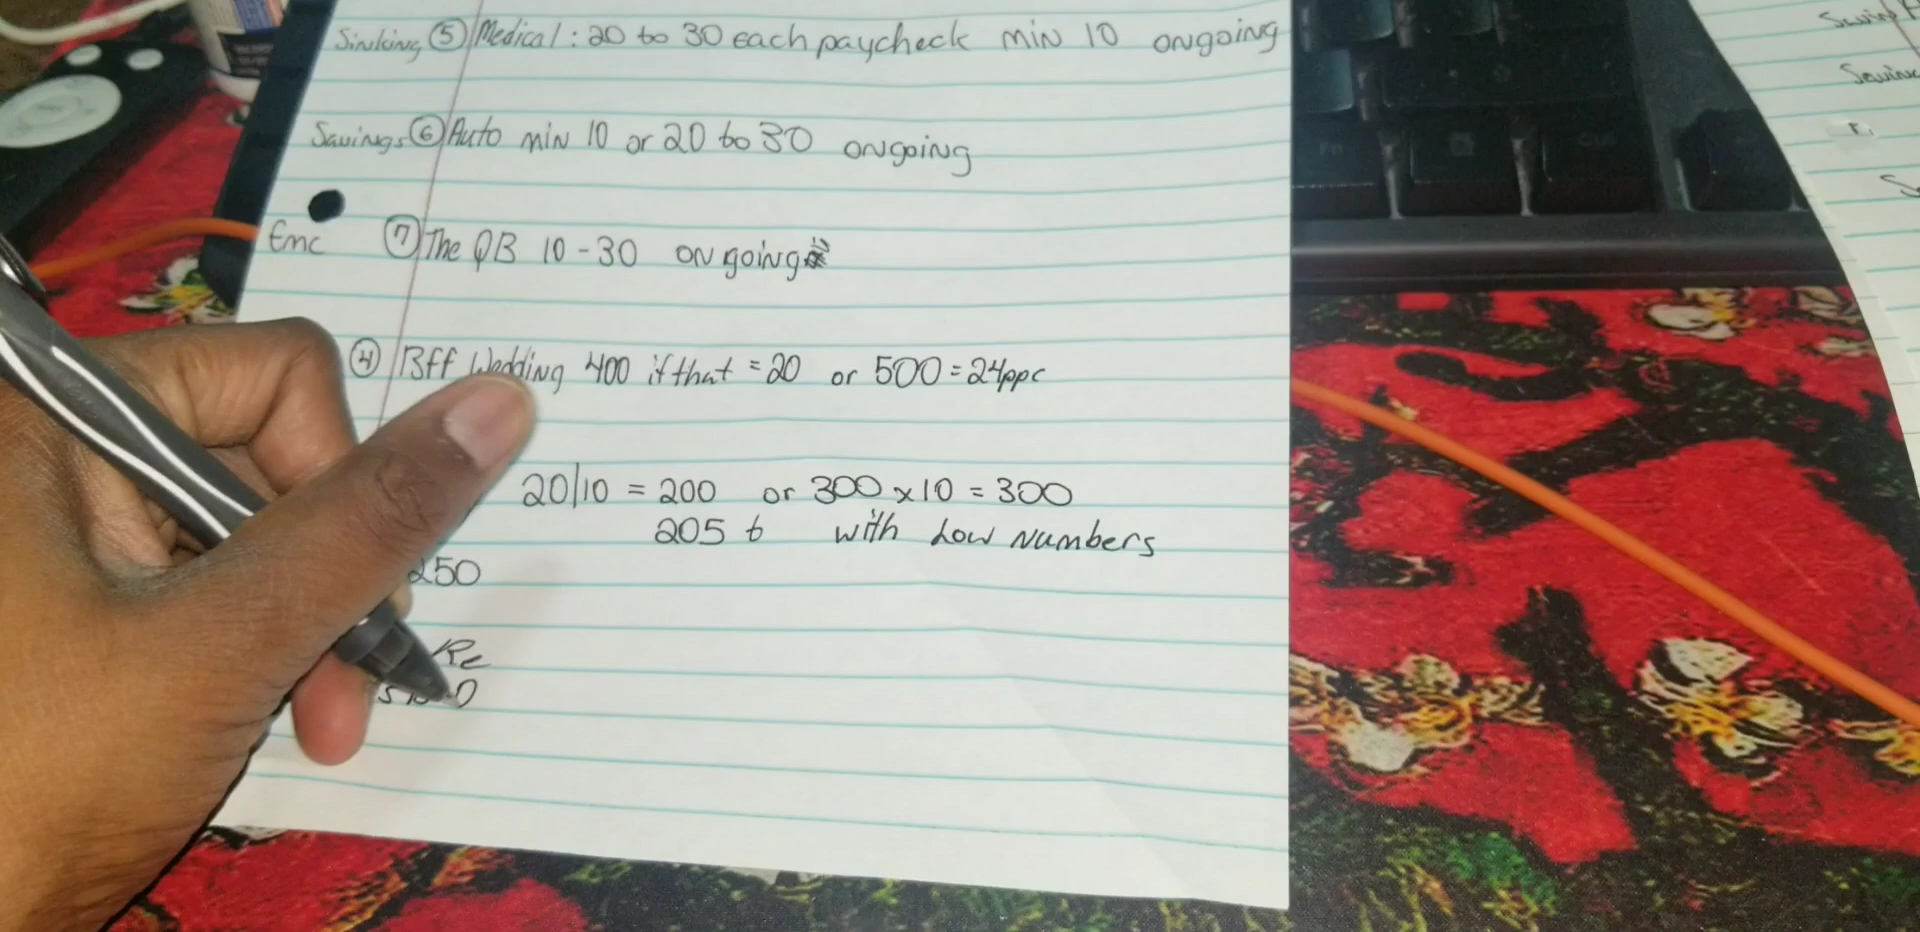 Sinking ⑤ Medical : 20 to 30 each paycheck min 10 ongoing
Savings ⑥ Auto min 10 or 20 to 30 ongoing
Emc ⑦ The QB 10 - 30 ongoing
④ Bff Wedding 400 if that = 20 or 500 = 24ppc
20/10 = 200 or 300 x 10 = 300
205 t with Low Numbers
250
Re